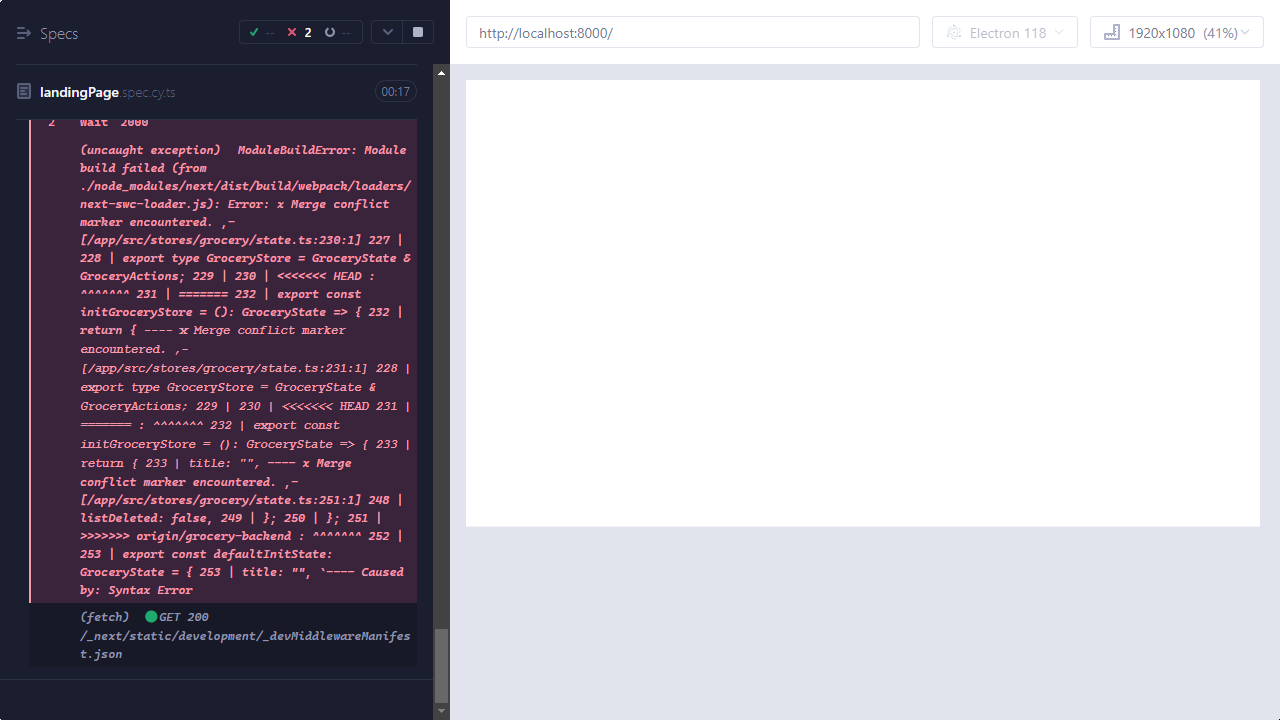 Specs
-- 2 --
http://localhost:8000/
Electron 118
1920x1080 (41%)
landingPage.spec.cy.ts
00:17
2 Wait 2000
(uncaught exception) ModuleBuildError: Module
build failed (from
./node_modules/next/dist/build/webpack/loaders/
next-swc-loader.js): Error: x Merge conflict
marker encountered. ,-
[/app/src/stores/grocery/state.ts:230:1] 227 |
228 | export type GroceryStore = GroceryState &
GroceryActions; 229 | 230 | <<<<<<< HEAD :
^^^^^^^ 231 | ======= 232 | export const
initGroceryStore = (): GroceryState => { 232 |
return { ---- x Merge conflict marker
encountered. ,-
[/app/src/stores/grocery/state.ts:231:1] 228 |
export type GroceryStore = GroceryState &
GroceryActions; 229 | 230 | <<<<<<< HEAD 231 |
======= : ^^^^^^^ 232 | export const
initGroceryStore = (): GroceryState => { 233 |
return { 233 | title: "", ---- x Merge
conflict marker encountered. ,-
[/app/src/stores/grocery/state.ts:251:1] 248 |
listDeleted: false, 249 | }; 250 | }; 251 |
>>>>>>> origin/grocery-backend : ^^^^^^^ 252 |
253 | export const defaultInitState:
GroceryState = { 253 | title: "", `---- Caused
by: Syntax Error
(fetch) GET 200
/_next/static/development/_devMiddlewareManifes
t.json